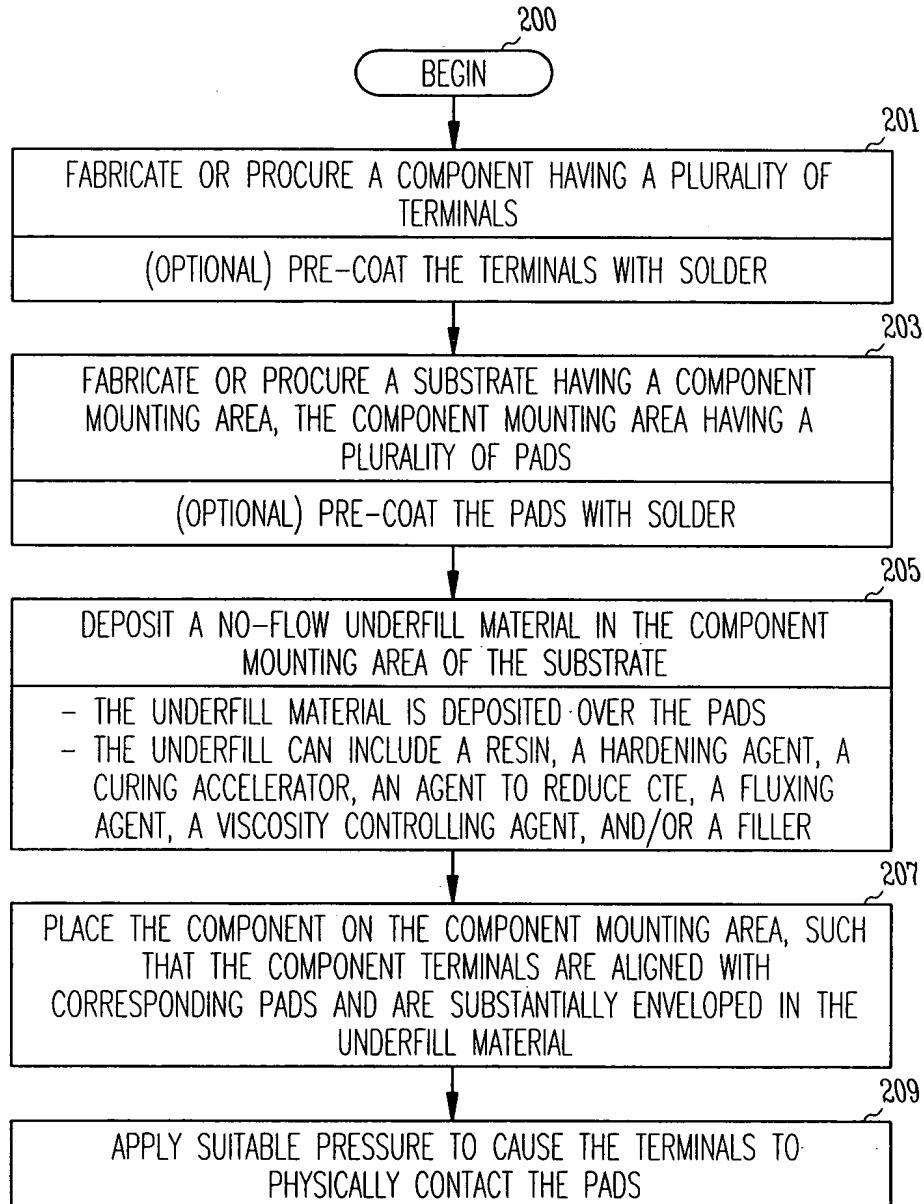 200
BEGIN
201
FABRICATE OR PROCURE A COMPONENT HAVING A PLURALITY OF
TERMINALS
(OPTIONAL) PRE-COAT THE TERMINALS WITH SOLDER
203
FABRICATE OR PROCURE A SUBSTRATE HAVING A COMPONENT
MOUNTING AREA, THE COMPONENT MOUNTING AREA HAVING A
PLURALITY OF PADS
(OPTIONAL) PRE-COAT THE PADS WITH SOLDER
205
DEPOSIT A NO-FLOW UNDERFILL MATERIAL IN THE COMPONENT
MOUNTING AREA OF THE SUBSTRATE
- THE UNDERFILL MATERIAL IS DEPOSITED OVER THE PADS
- THE UNDERFILL CAN INCLUDE A RESIN, A HARDENING AGENT, A
CURING ACCELERATOR, AN AGENT TO REDUCE CTE, A FLUXING
AGENT, A VISCOSITY CONTROLLING AGENT, AND/OR A FILLER
207
PLACE THE COMPONENT ON THE COMPONENT MOUNTING AREA, SUCH
THAT THE COMPONENT TERMINALS ARE ALIGNED WITH
CORRESPONDING PADS AND ARE SUBSTANTIALLY ENVELOPED IN THE
UNDERFILL MATERIAL
209
APPLY SUITABLE PRESSURE TO CAUSE THE TERMINALS TO
PHYSICALLY CONTACT THE PADS